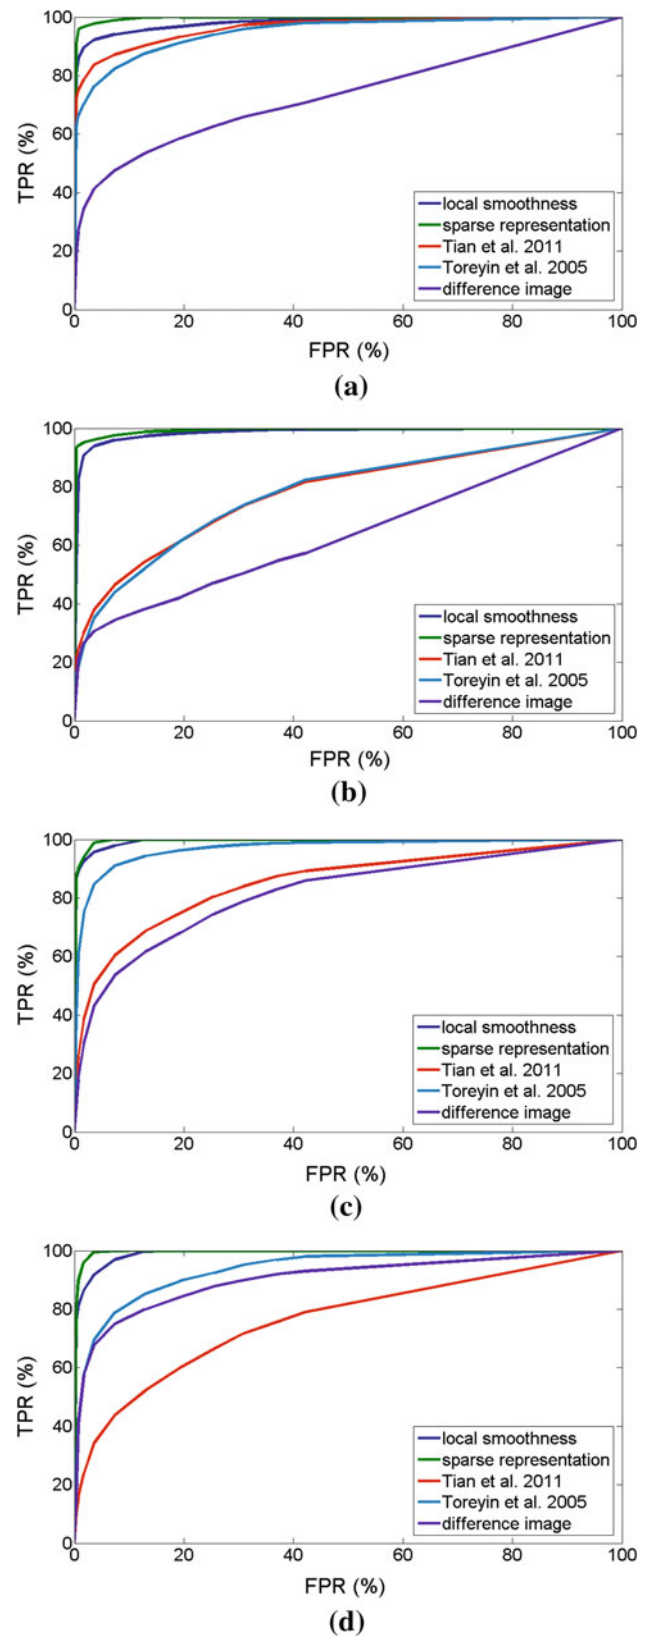 100
80
60
40
20
0
TPR (%)
local smoothness
sparse representation
Tian et al. 2011
Toreyin et al. 2005
difference image
0 20 40 60 80 100
FPR (%)
(a)
100
80
60
40
20
0
TPR (%)
local smoothness
sparse representation
Tian et al. 2011
Toreyin et al. 2005
difference image
0 20 40 60 80 100
FPR (%)
(b)
100
80
60
40
20
0
TPR (%)
local smoothness
sparse representation
Tian et al. 2011
Toreyin et al. 2005
difference image
0 20 40 60 80 100
FPR (%)
(c)
100
80
60
40
20
0
TPR (%)
local smoothness
sparse representation
Tian et al. 2011
Toreyin et al. 2005
difference image
0 20 40 60 80 100
FPR (%)
(d)